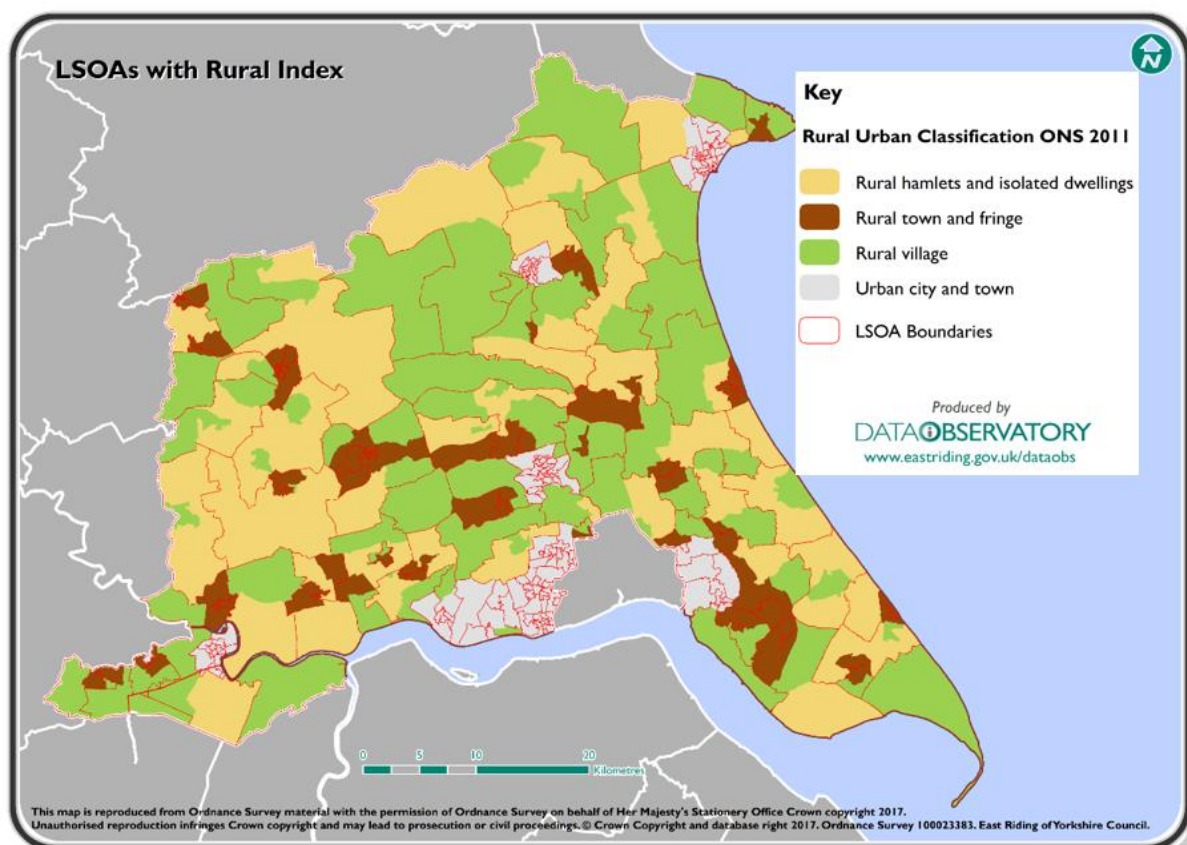 LSOAs with Rural Index
N
Key
Rural Urban Classification ONS 2011
Rural hamlets and isolated dwellings
Rural town and fringe
Rural village
Urban city and town
LSOA Boundaries
Produced by
DATA OBSERVATORY
www.eastriding.gov.uk/dataobs
0 5 10 20
Kilometres
This map is reproduced from Ordnance Survey material with the permission of Ordnance Survey on behalf of Her Majesty's Stationery Office Crown copyright 2017.
Unauthorised reproduction infringes Crown copyright and may lead to prosecution or civil proceedings. © Crown Copyright and database right 2017. Ordnance Survey 100023383. East Riding of Yorkshire Council.